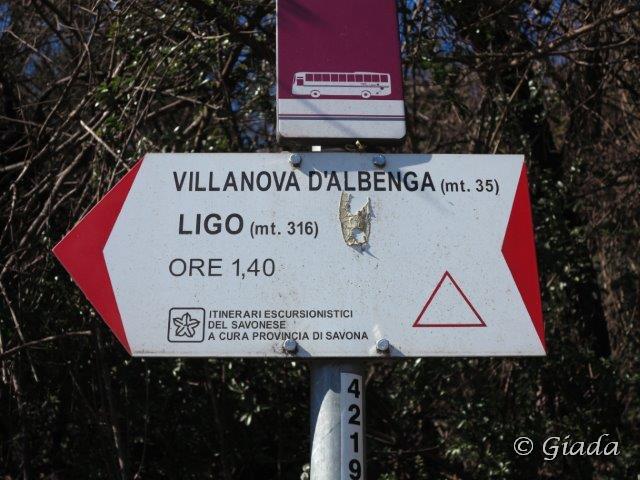 VILLANOVA D'ALBENGA (mt. 35)
LIGO (mt. 316)
ORE 1,40
ITINERARI ESCURSIONISTICI
DEL SAVONESE
A CURA PROVINCIA DI SAVONA
4219
© Giada